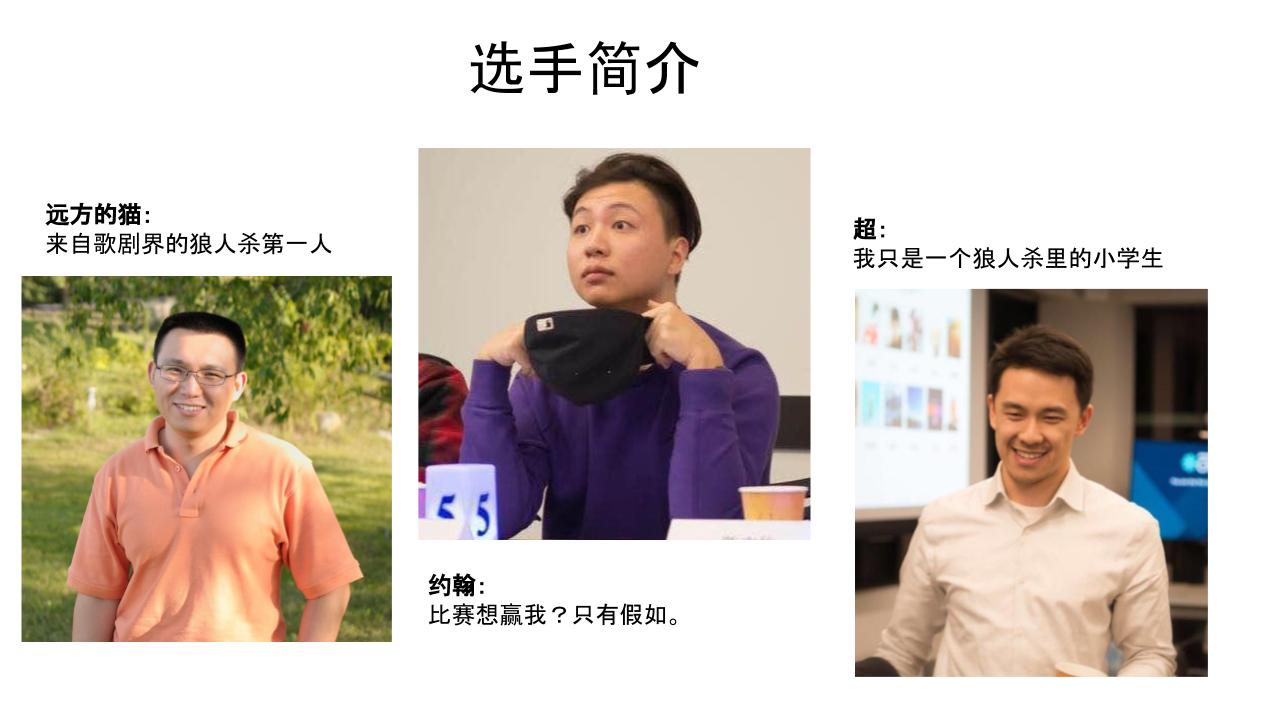 选手简介
远方的猫：
来自歌剧界的狼人杀第一人
5 5
约翰：
比赛想赢我？只有假如。
超：
我只是一个狼人杀里的小学生